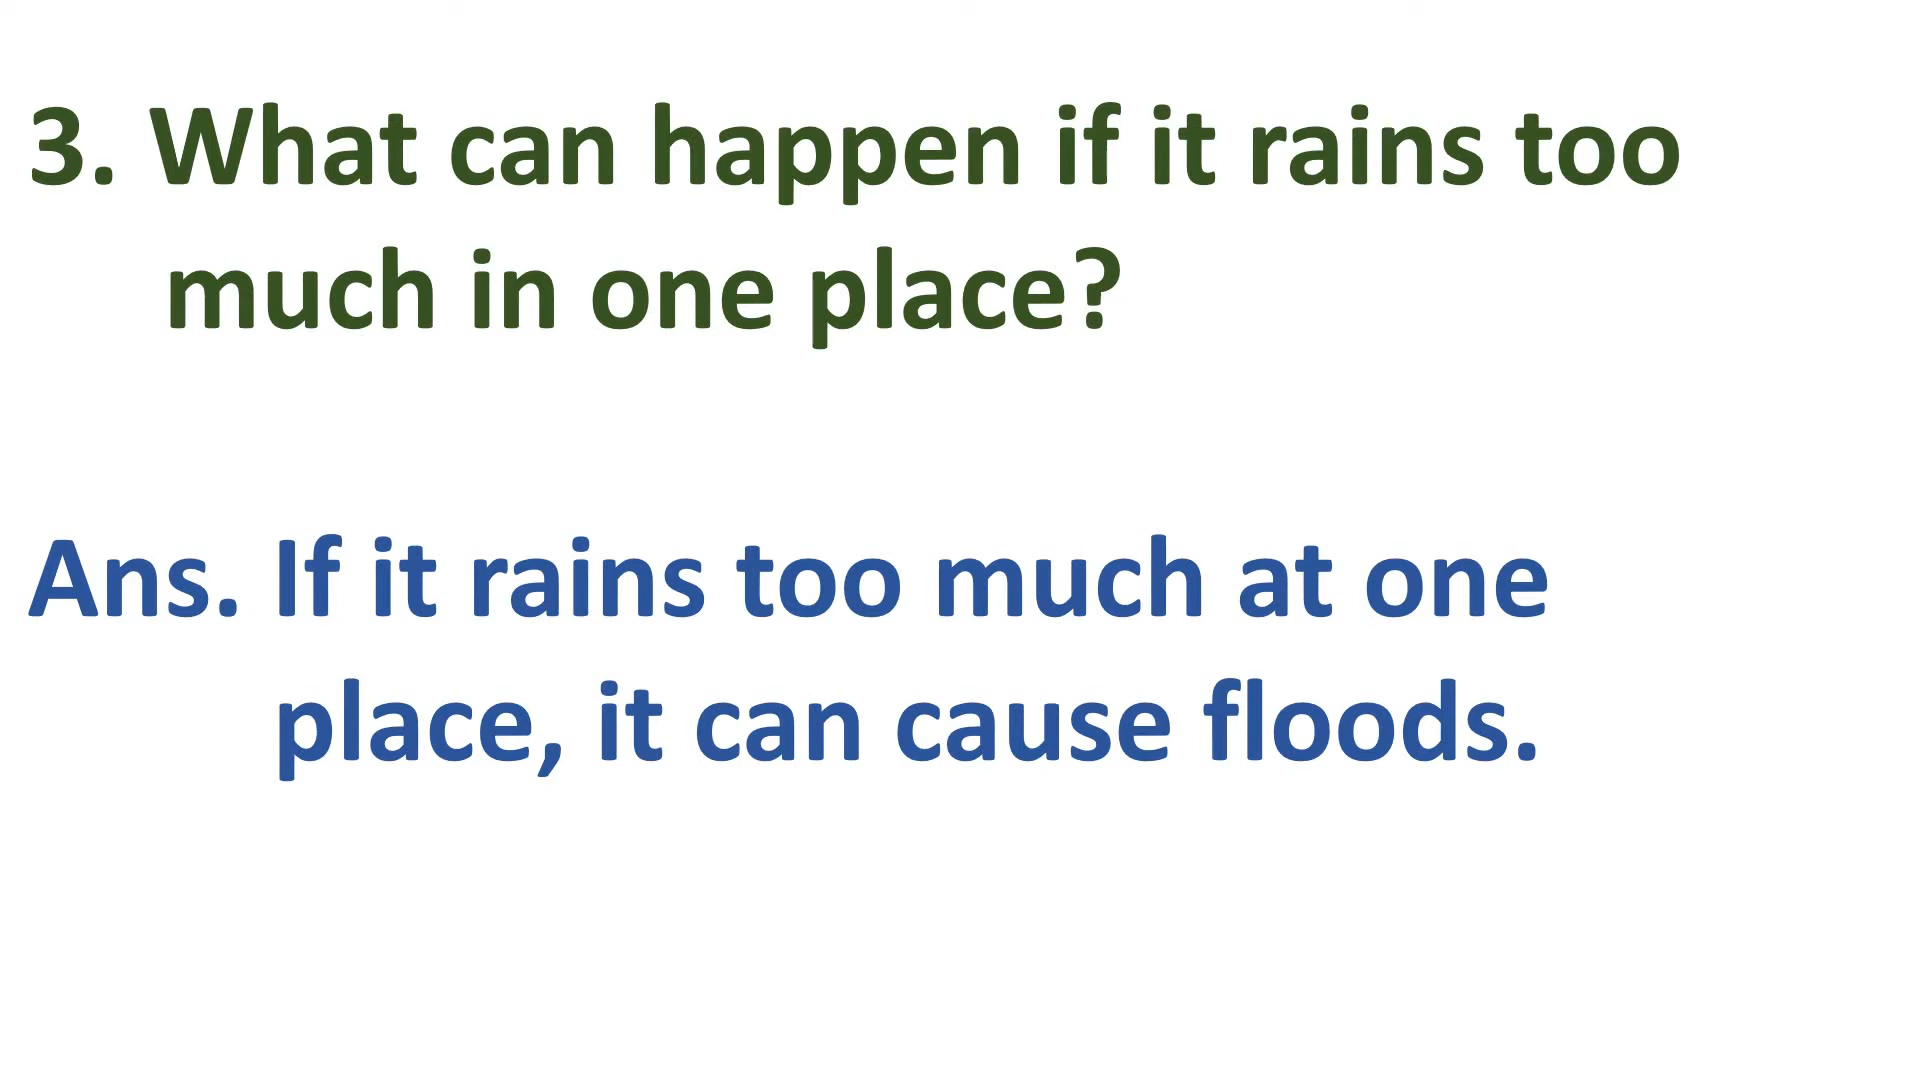 3. What can happen if it rains too
much in one place?
Ans. If it rains too much at one
place, it can cause floods.